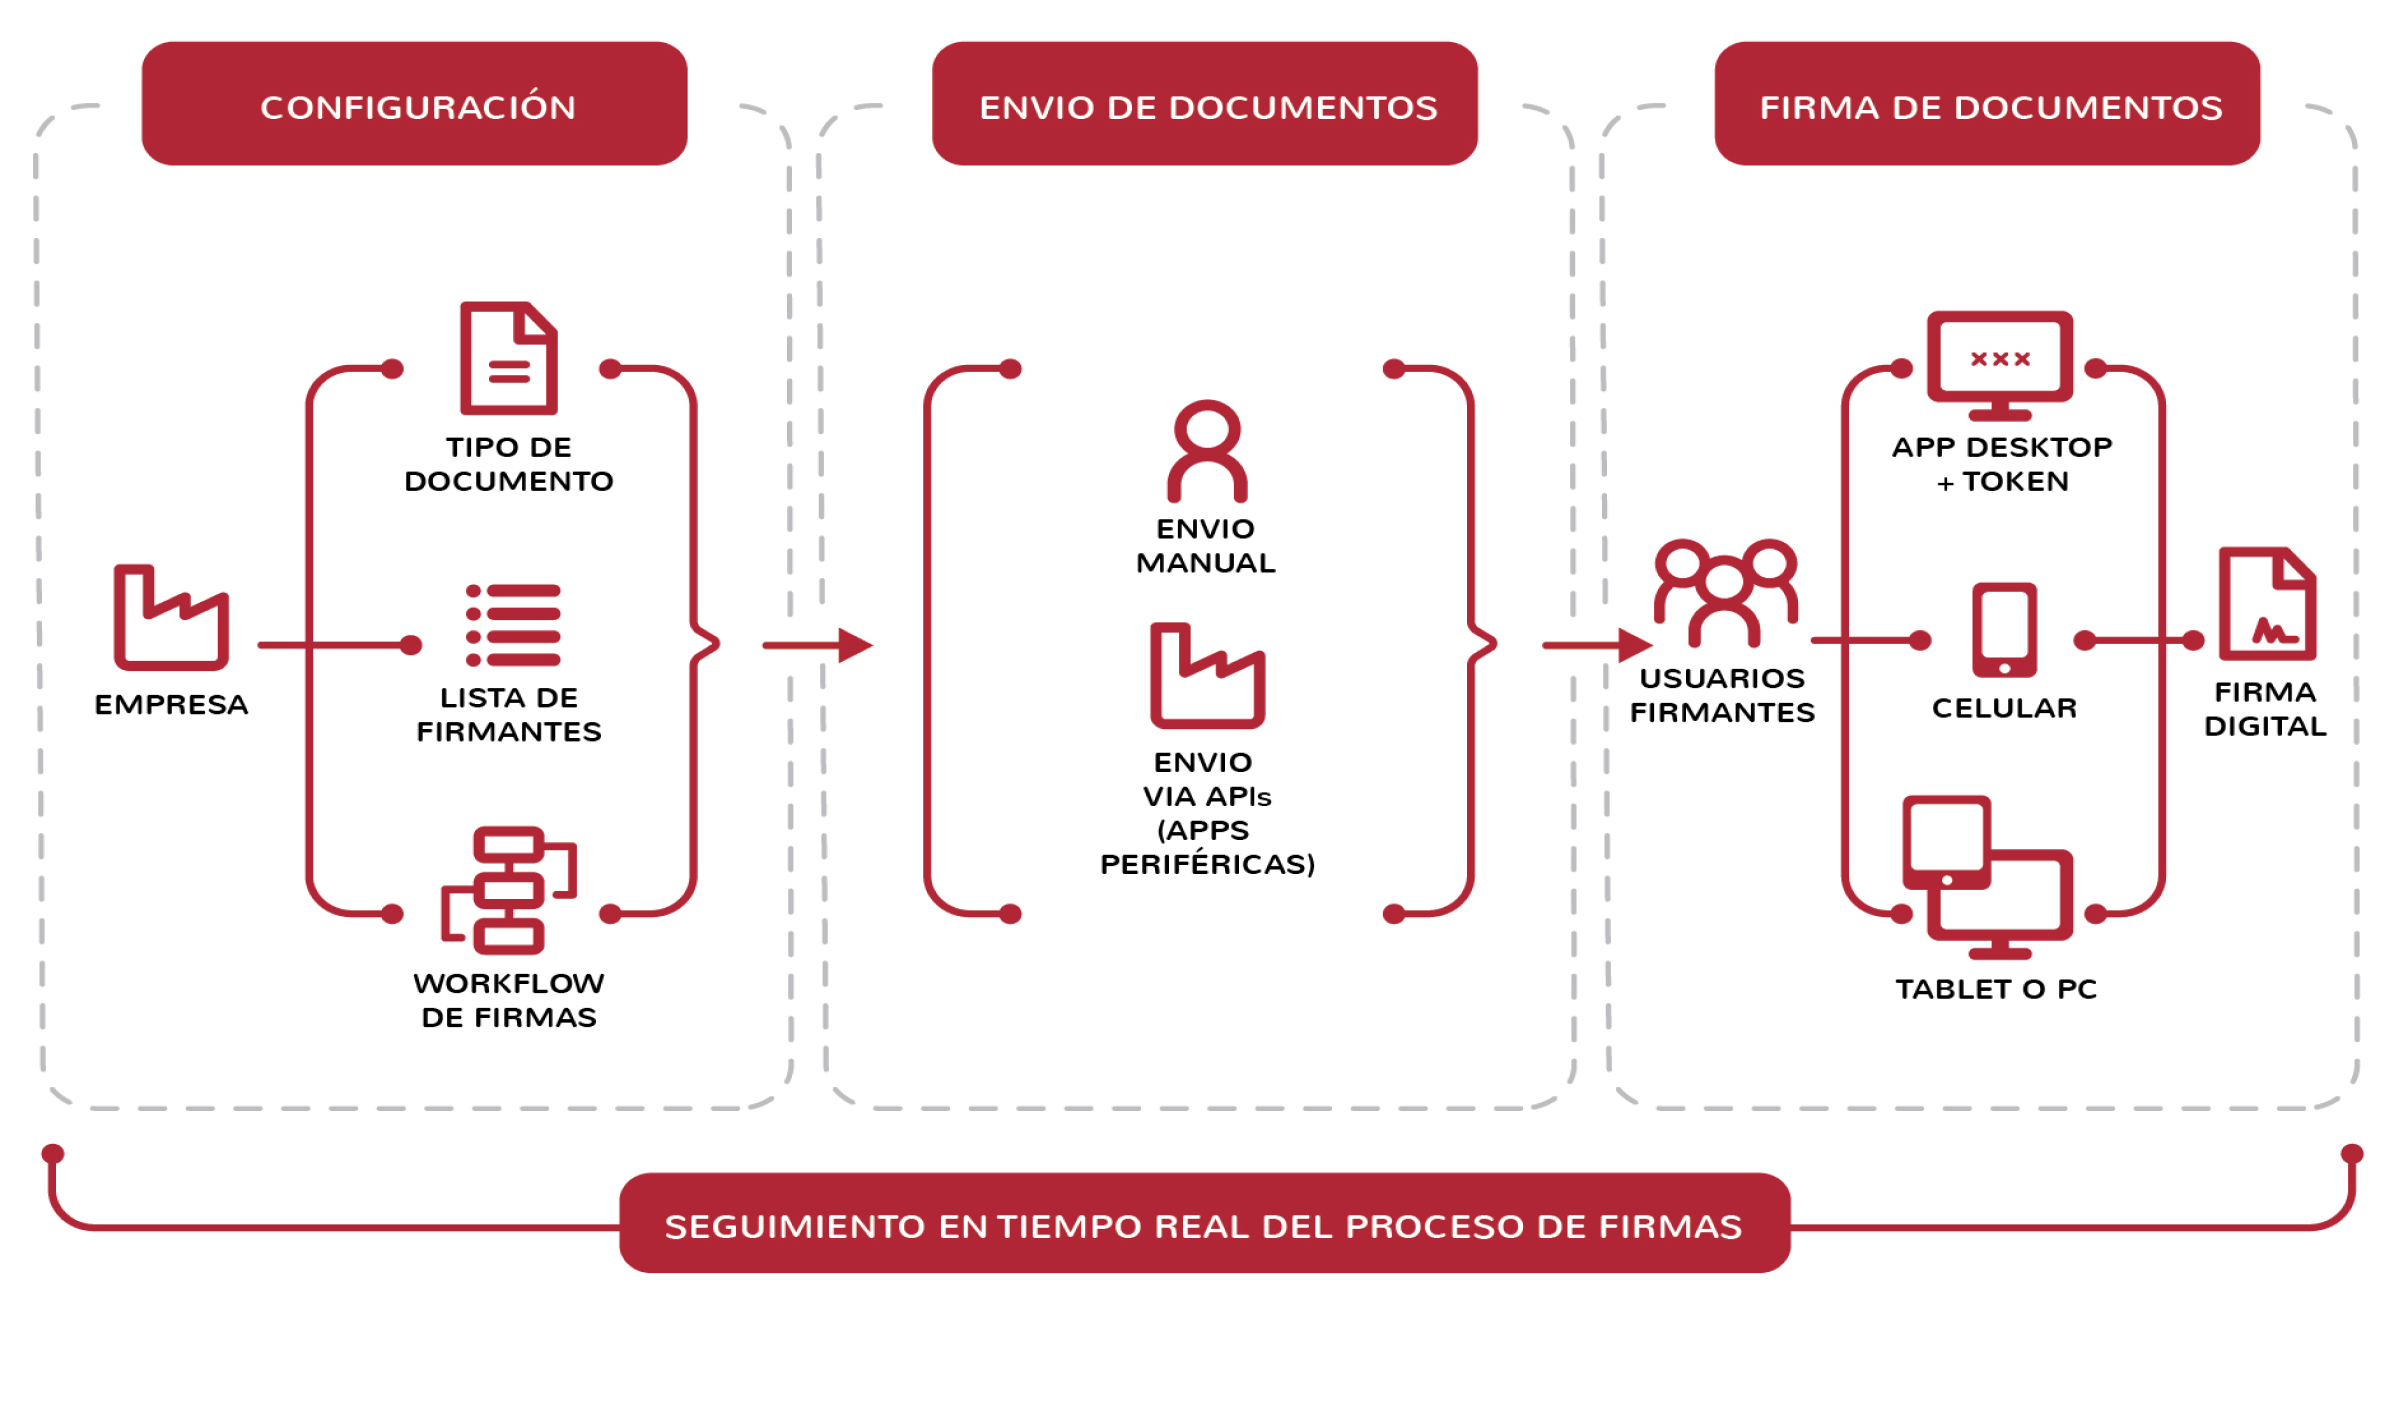 CONFIGURACIÓN
EMPRESA
TIPO DE
DOCUMENTO
LISTA DE
FIRMANTES
WORKFLOW
DE FIRMAS
ENVIO DE DOCUMENTOS
ENVIO
MANUAL
ENVIO
VIA APIs
(APPS
PERIFÉRICAS)
FIRMA DE DOCUMENTOS
USUARIOS
FIRMANTES
xxx
APP DESKTOP
+ TOKEN
CELULAR
TABLET O PC
FIRMA
DIGITAL
SEGUIMIENTO EN TIEMPO REAL DEL PROCESO DE FIRMAS